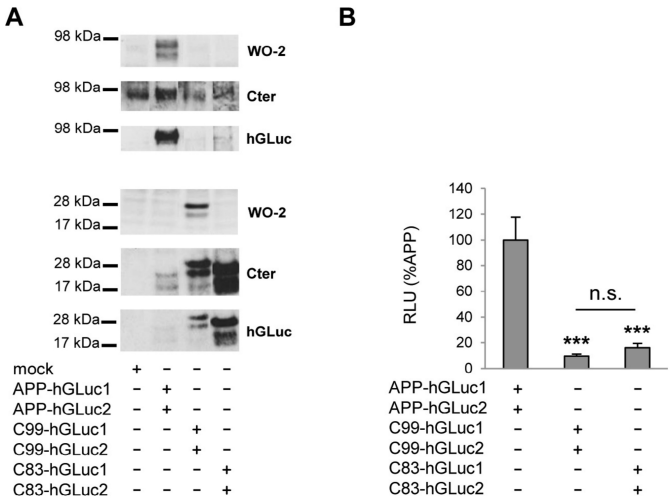 A
98 kDa
WO-2
98 kDa
Cter
98 kDa
hGLuc
28 kDa
17 kDa
WO-2
28 kDa
17 kDa
Cter
28 kDa
17 kDa
hGLuc
mock + – – –
APP-hGLuc1 – + – –
APP-hGLuc2 – + – –
C99-hGLuc1 – – + –
C99-hGLuc2 – – + –
C83-hGLuc1 – – – +
C83-hGLuc2 – – – +
B
RLU (%APP)
140
120
100
80
60
40
20
0
n.s.
*** ***
APP-hGLuc1 + – –
APP-hGLuc2 + – –
C99-hGLuc1 – + –
C99-hGLuc2 – + –
C83-hGLuc1 – – +
C83-hGLuc2 – – +